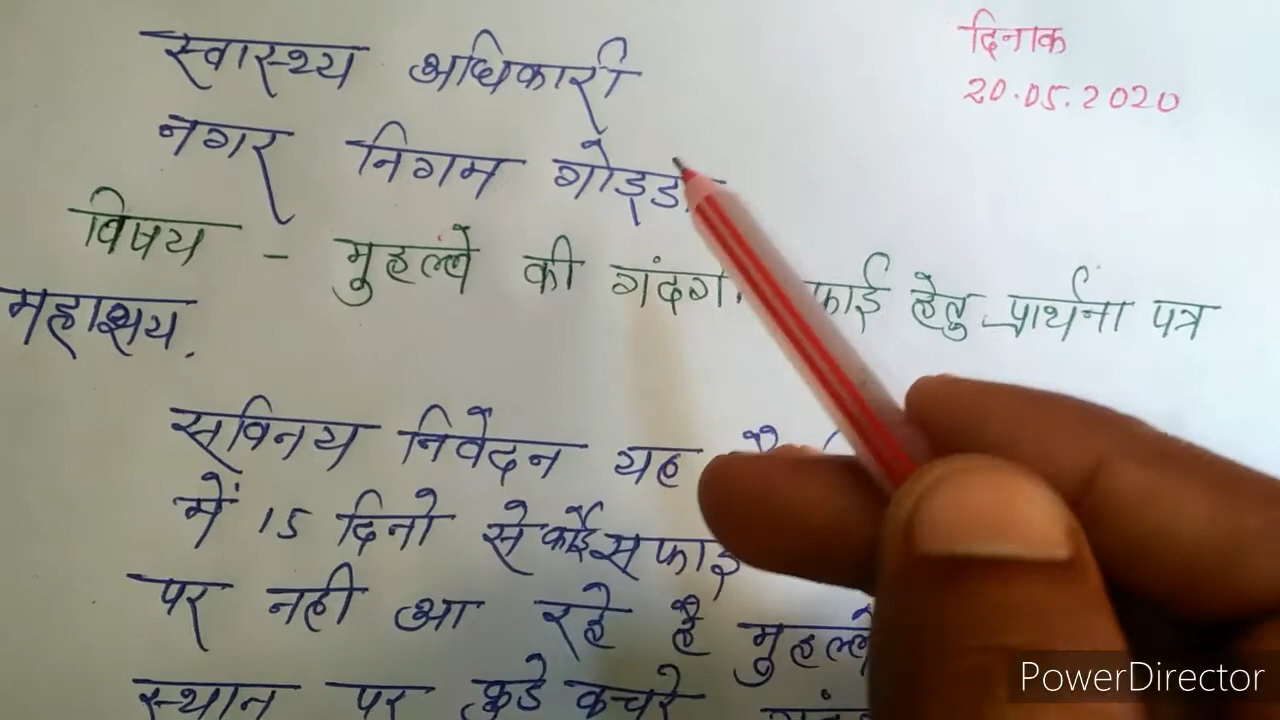 स्वास्थ्य अधिकारी
दिनाक
20.05.2020
नगर निगम गोड्डा
विषय - मुहल्ले की गंदग फाई हेतु प्रार्थना पत्र
महाशय,
सविनय निवेदन यह है
में 15 दिनो से कोई सफाई
पर नही आ रहे है मुहल्ले
स्थान पर कुडे कचरे
PowerDirector